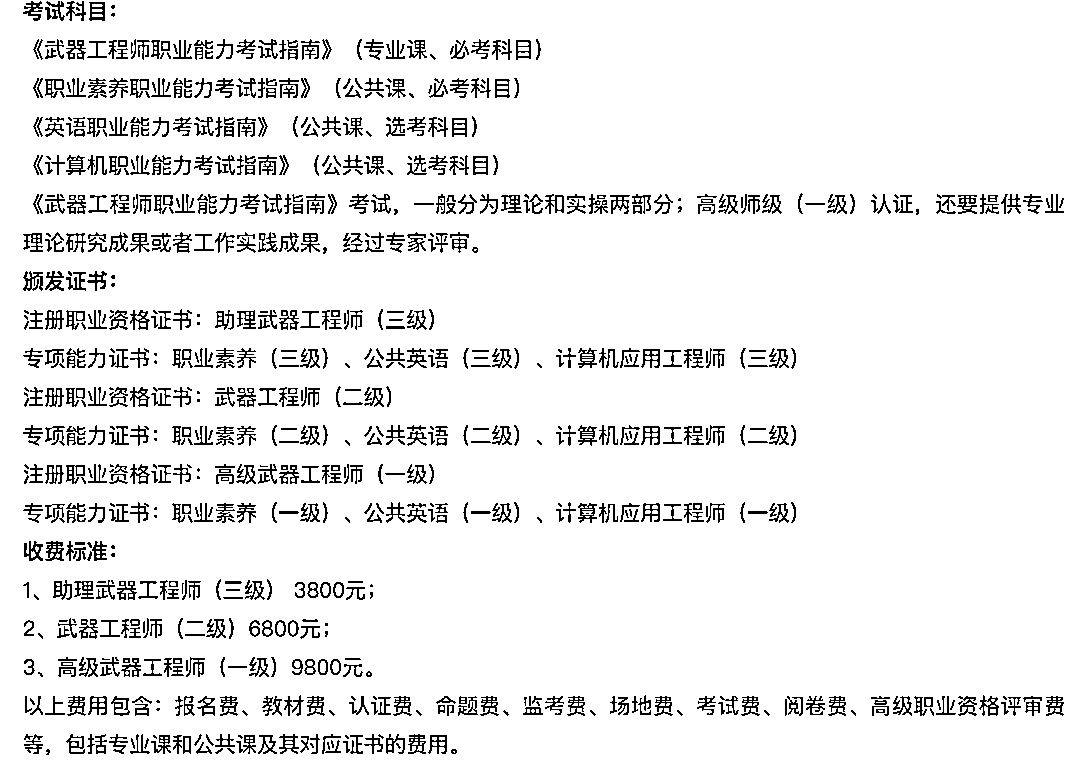 考试科目：
《武器工程师职业能力考试指南》（专业课、必考科目）
《职业素养职业能力考试指南》（公共课、必考科目）
《英语职业能力考试指南》（公共课、选考科目）
《计算机职业能力考试指南》（公共课、选考科目）
《武器工程师职业能力考试指南》考试，一般分为理论和实操两部分；高级师级（一级）认证，还要提供专业
理论研究成果或者工作实践成果，经过专家评审。
颁发证书：
注册职业资格证书：助理武器工程师（三级）
专项能力证书：职业素养（三级）、公共英语（三级）、计算机应用工程师（三级）
注册职业资格证书：武器工程师（二级）
专项能力证书：职业素养（二级）、公共英语（二级）、计算机应用工程师（二级）
注册职业资格证书：高级武器工程师（一级）
专项能力证书：职业素养（一级）、公共英语（一级）、计算机应用工程师（一级）
收费标准：
1、助理武器工程师（三级） 3800元；
2、武器工程师（二级）6800元；
3、高级武器工程师（一级）9800元。
以上费用包含：报名费、教材费、认证费、命题费、监考费、场地费、考试费、阅卷费、高级职业资格评审费
等，包括专业课和公共课及其对应证书的费用。